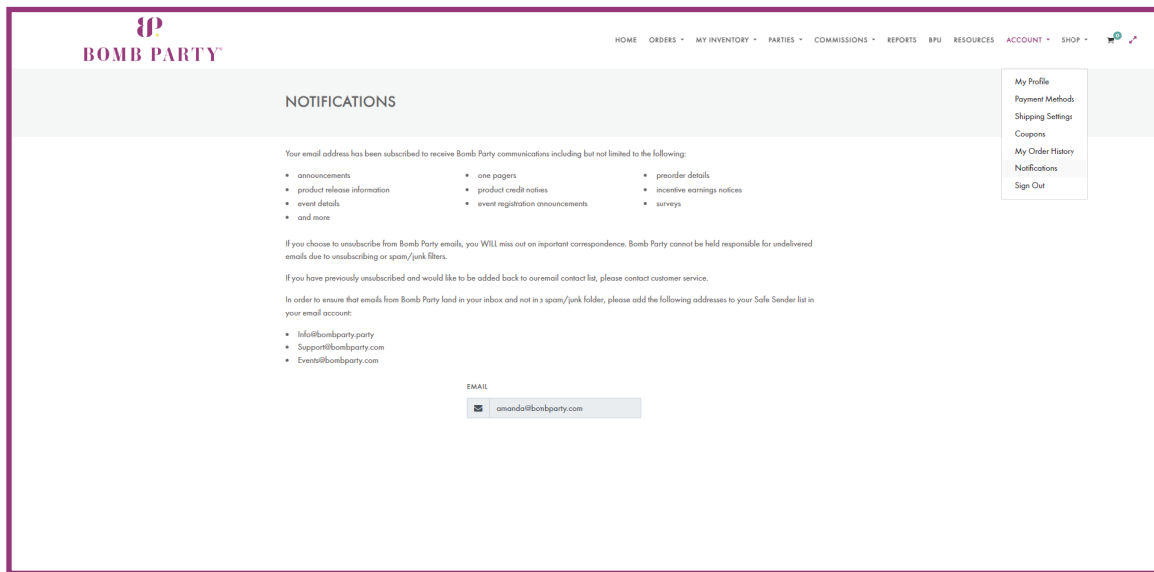 BP
BOMB PARTY
HOME ORDERS MY INVENTORY PARTIES COMMISSIONS REPORTS BPU RESOURCES ACCOUNT SHOP 0
My Profile
Payment Methods
Shipping Settings
Coupons
My Order History
Notifications
Sign Out
NOTIFICATIONS
Your email address has been subscribed to receive Bomb Party communications including but not limited to the following:
• announcements • one pagers • preorder details
• product release information • product credit notiies • incentive earnings notices
• event details • event registration announcements • surveys
• and more
If you choose to unsubscribe from Bomb Party emails, you WILL miss out on inportant correspondence. Bomb Party cannot be held responsible for undelivered
emails due to unsubscribing or spam/junk filters.
If you have previously unsubscribed and would like to be added back to ouremail contact list, please contact customer service.
In order to ensure that emails from Bomb Party land in your inbox and not in a spam/junk folder, please add the following addresses to your Safe Sender list in
your email account:
• Info@bombparty.party
• Support@bombparty.com
• Events@bombparty.com
EMAIL
amanda@bonbparty.com